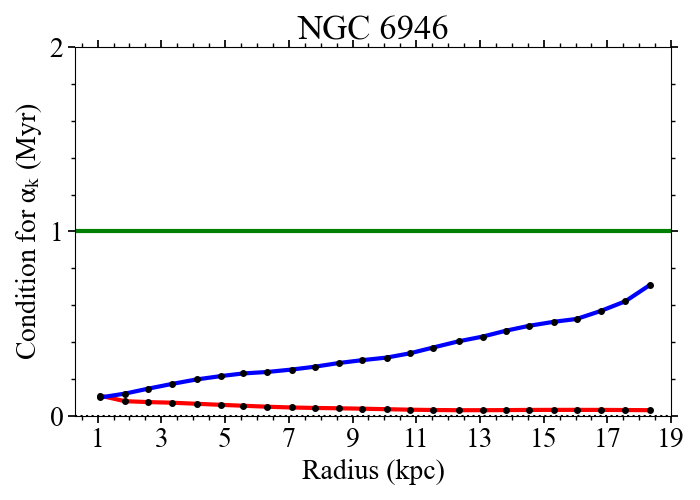 NGC 6946
Condition for αk (Myr)
2
1
0
1 3 5 7 9 11 13 15 17 19
Radius (kpc)